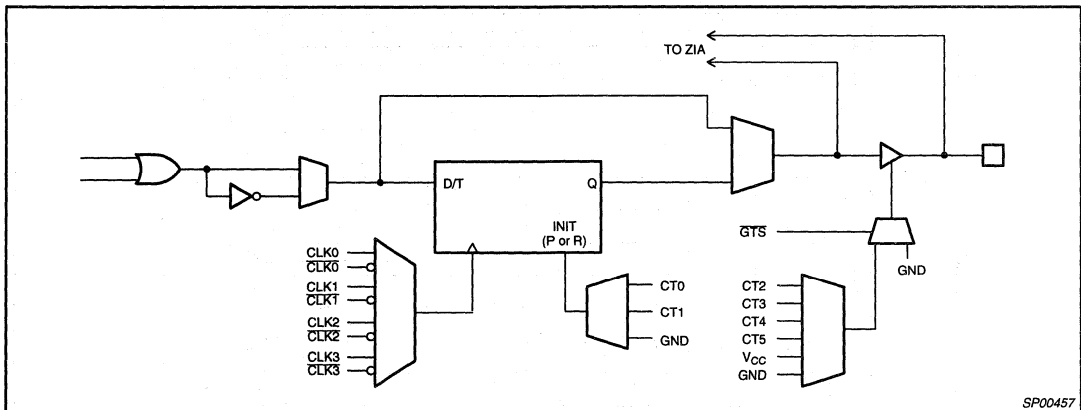 TO ZIA
D/T
Q
INIT
(P or R)
GTS
GND
CLK0
CLK0
CLK1
CLK1
CLK2
CLK2
CLK3
CLK3
CT0
CT1
GND
CT2
CT3
CT4
CT5
VCC
GND
SP00457